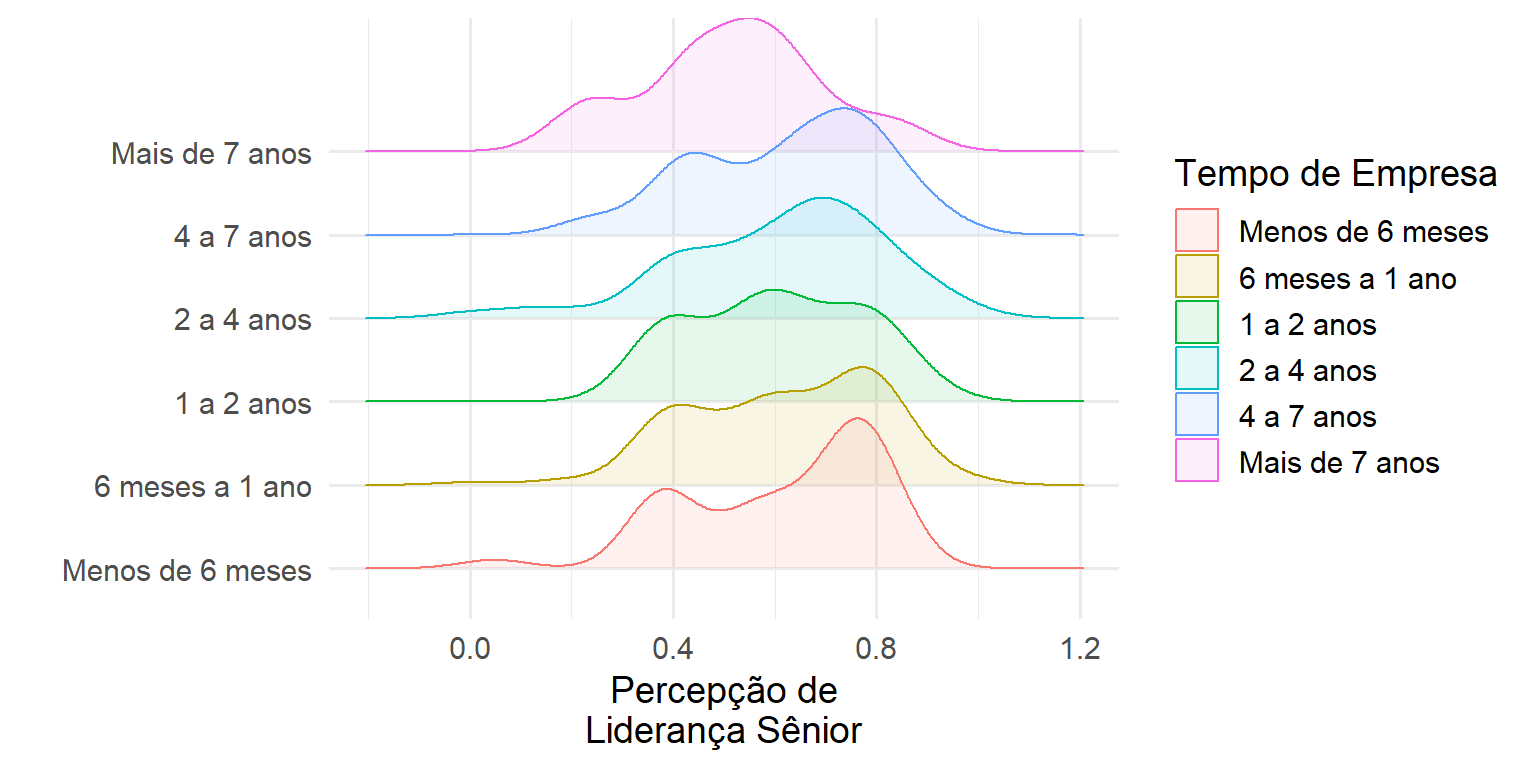 Mais de 7 anos
4 a 7 anos
2 a 4 anos
1 a 2 anos
6 meses a 1 ano
Menos de 6 meses
0.0 0.4 0.8 1.2
Percepção de
Liderança Sênior
Tempo de Empresa
Menos de 6 meses
6 meses a 1 ano
1 a 2 anos
2 a 4 anos
4 a 7 anos
Mais de 7 anos